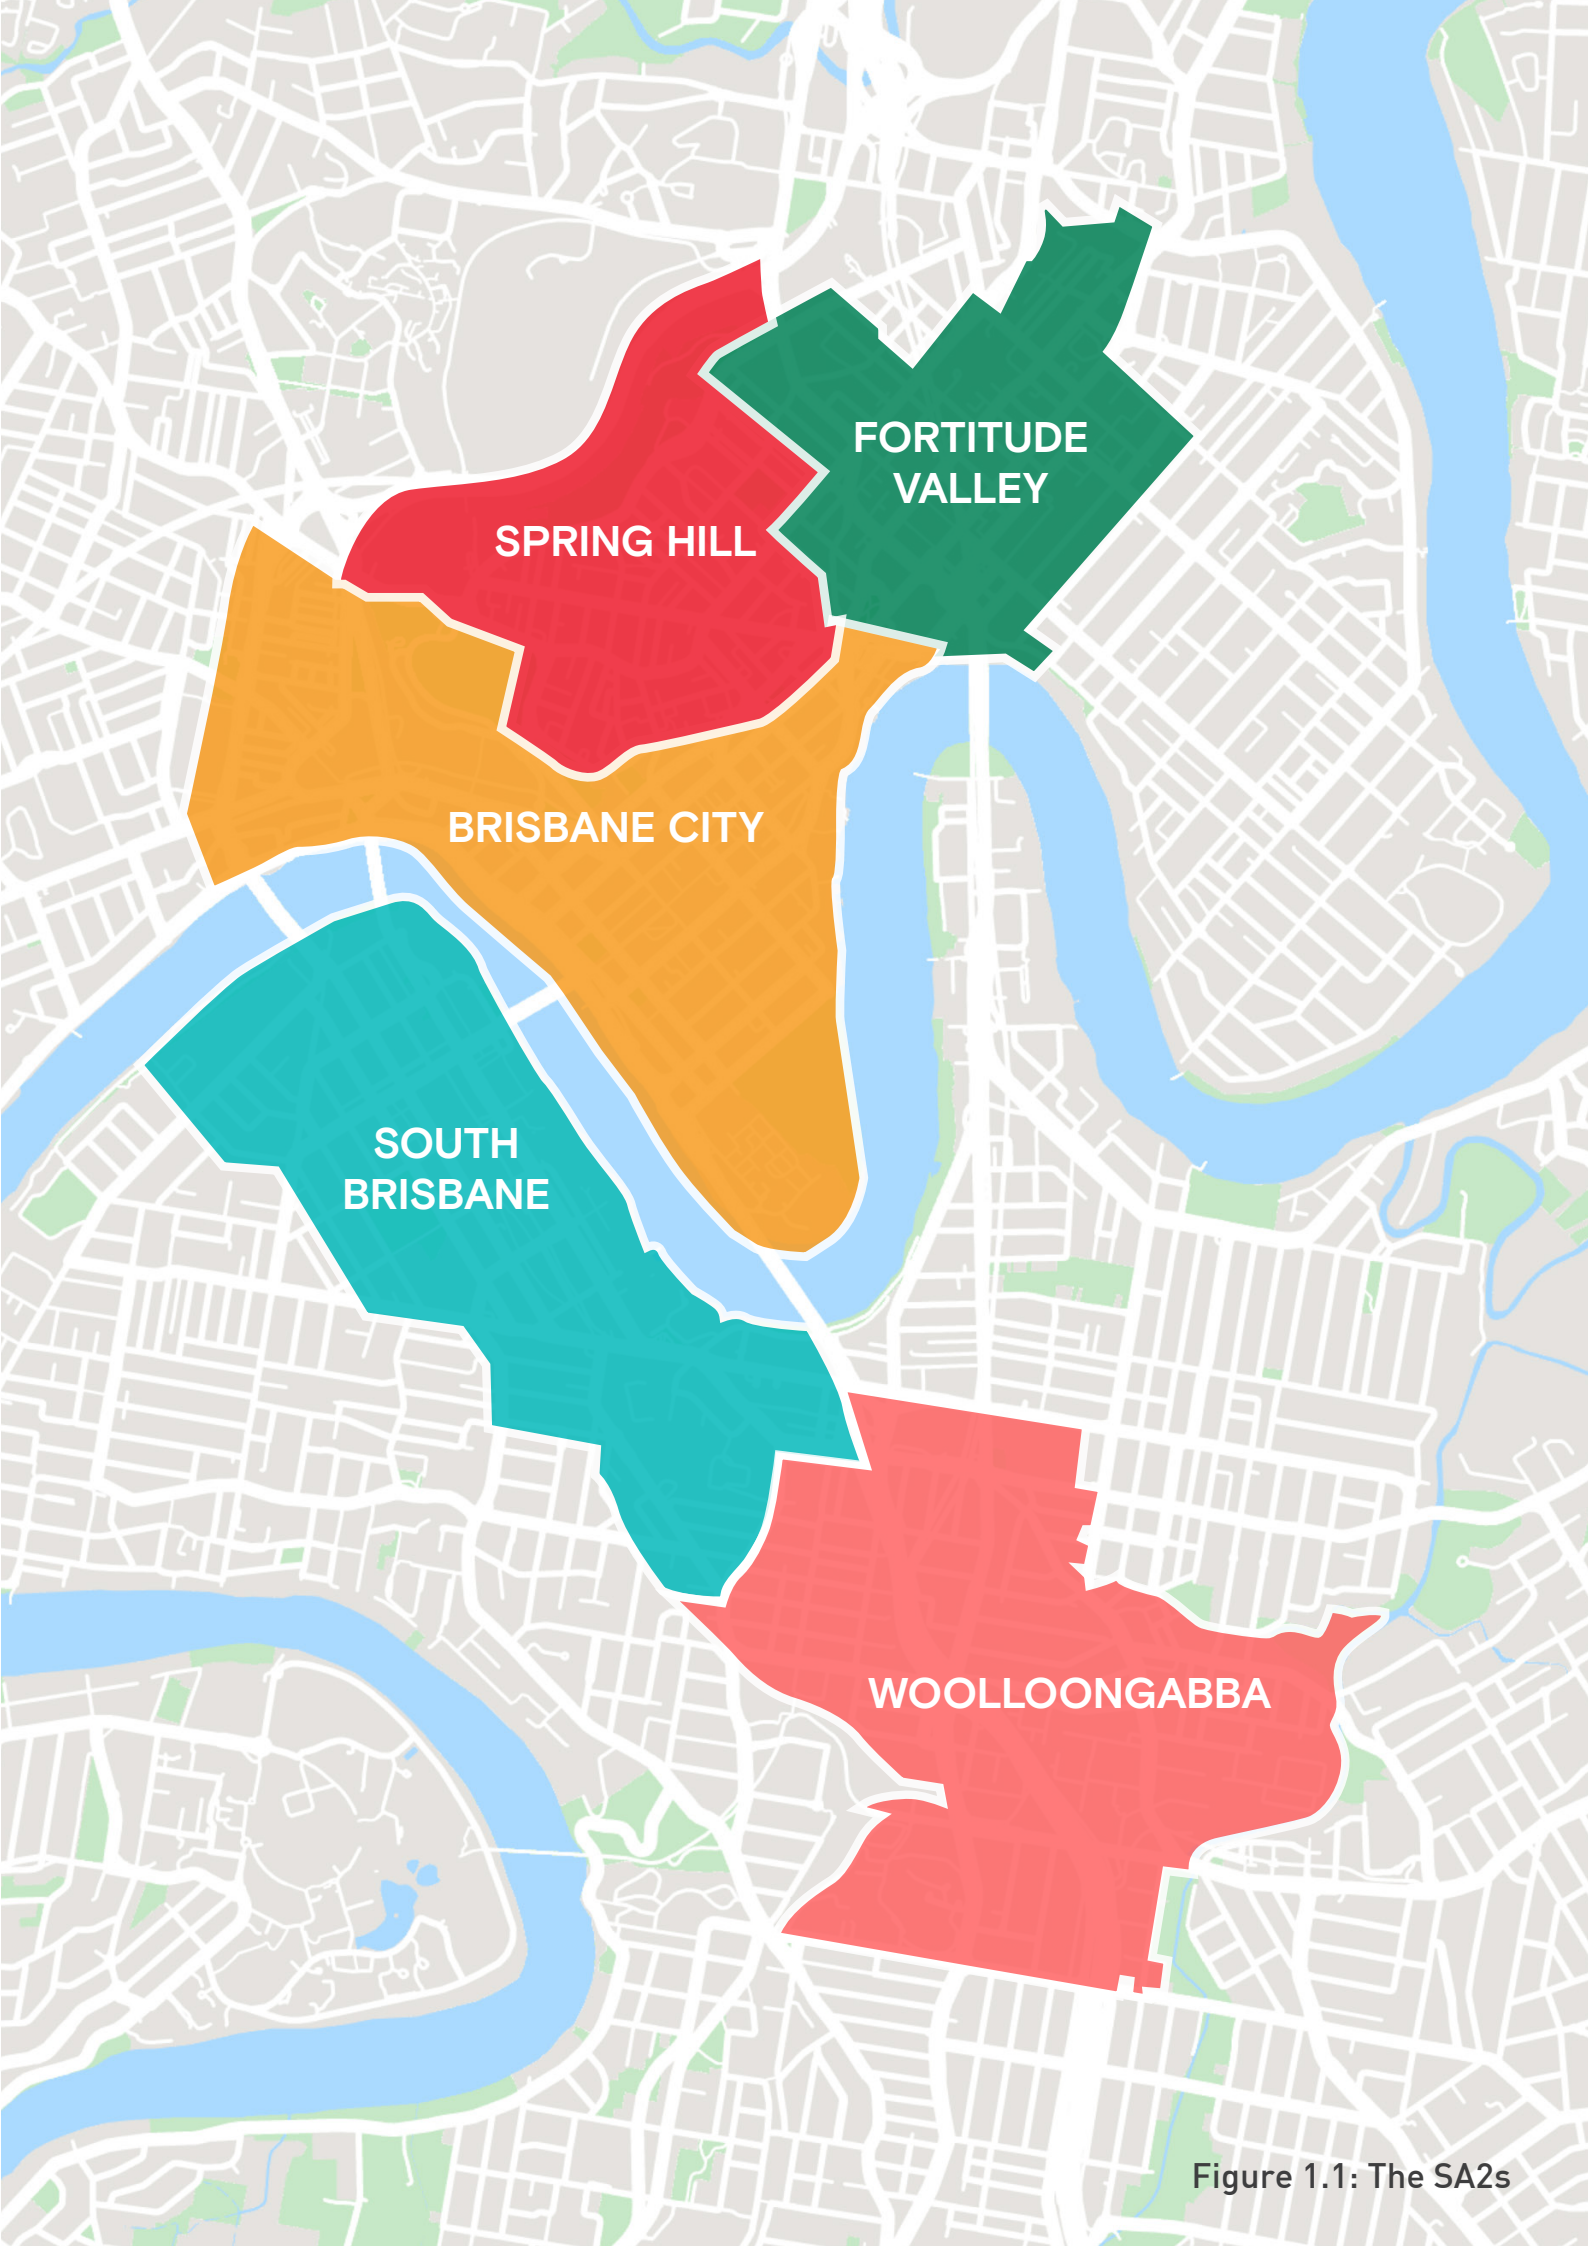 FORTITUDE
VALLEY
SPRING HILL
BRISBANE CITY
SOUTH
BRISBANE
WOOLLOONGABBA
Figure 1.1: The SA2s